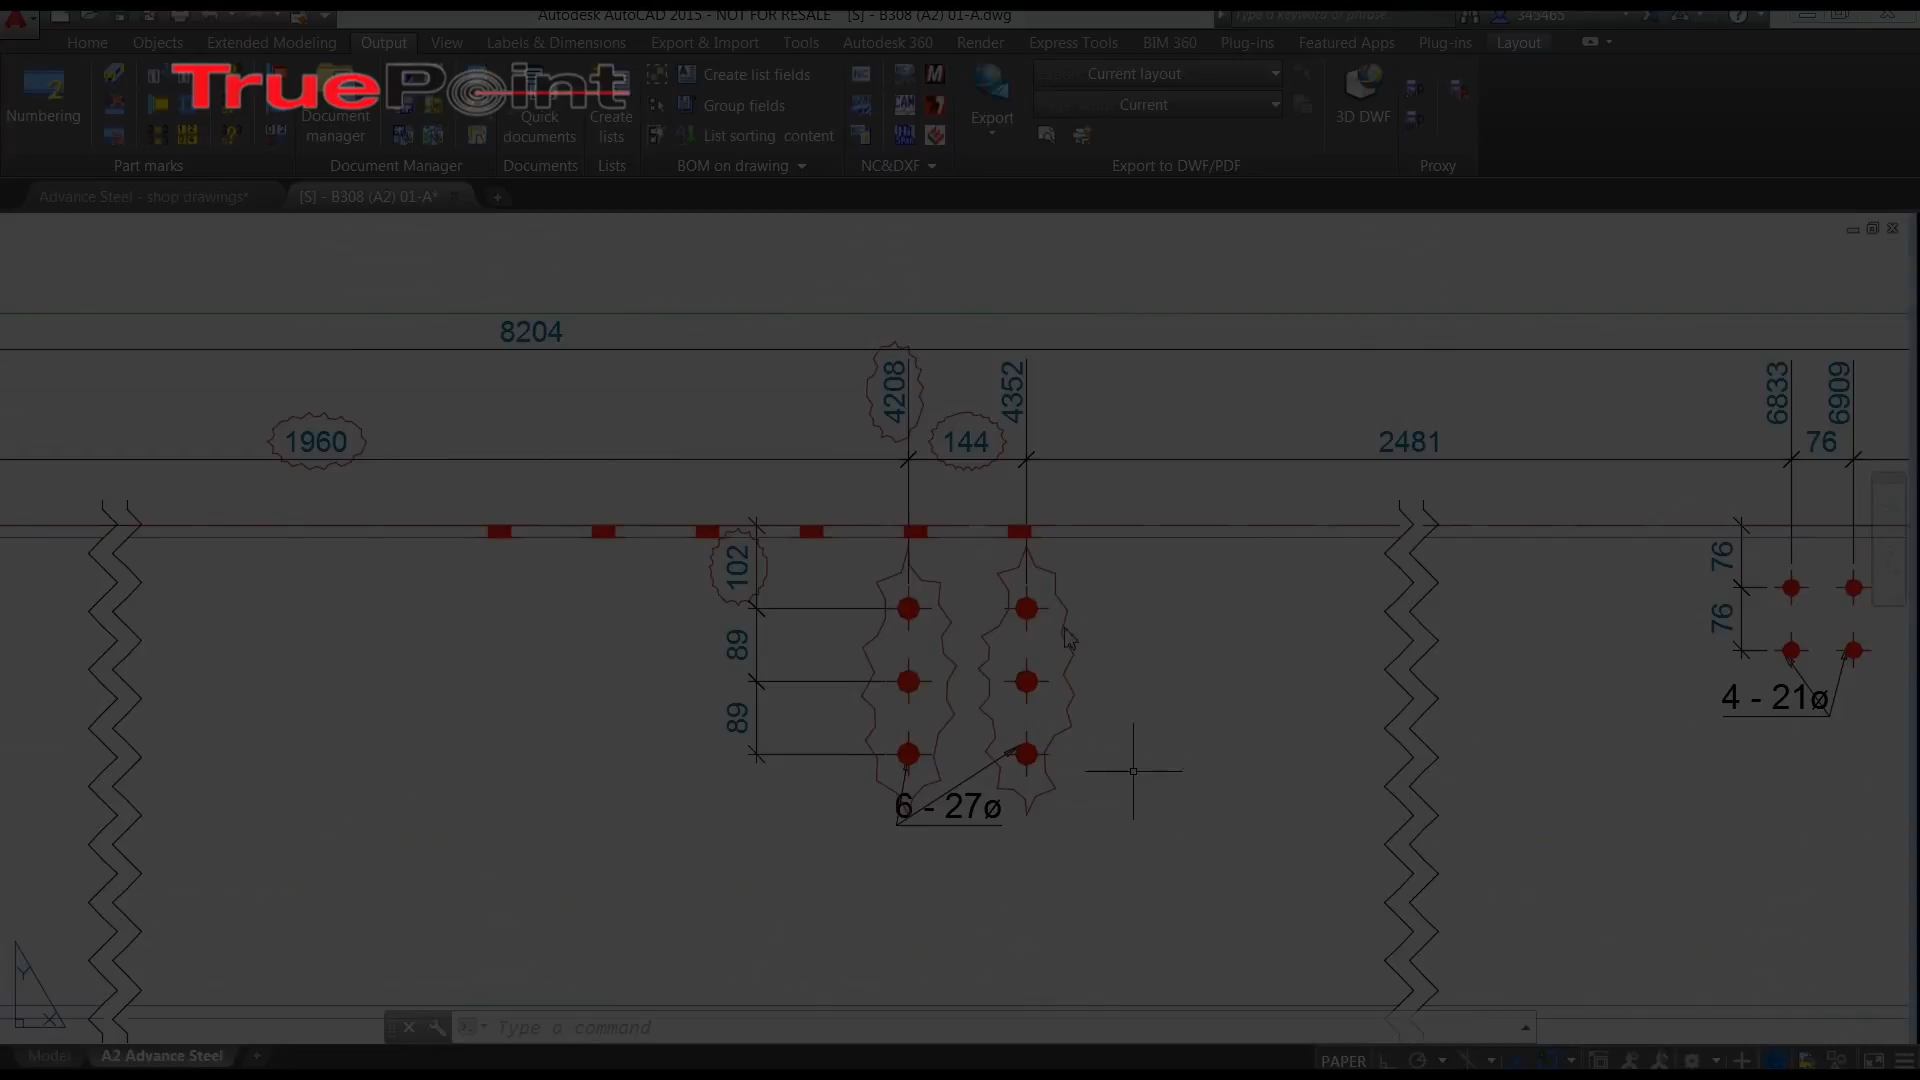 Autodesk AutoCAD 2015 - NOT FOR RESALE [S] - B308 (A2) 01-A.dwg
Type a keyword or phrase
345465
Home Objects Extended Modeling Output View Labels & Dimensions Export & Import Tools Autodesk 360 Render Express Tools BIM 360 Plug-ins Featured Apps Plug-ins Layout
TruePoint
Numbering
Document manager
Quick documents
Create lists
Create list fields
Group fields
List sorting content
Export
Current layout
Current
3D DWF
Part marks Document Manager Documents Lists BOM on drawing NC&DXF Export to DWF/PDF Proxy
Advance Steel - shop drawings* [S] - B308 (A2) 01-A*
8204
4208
4352
6833
6909
1960
144
2481
76
102
89
89
76
76
4 - 21ø
6 - 27ø
Y
X
Type a command
Model A2 Advance Steel
PAPER